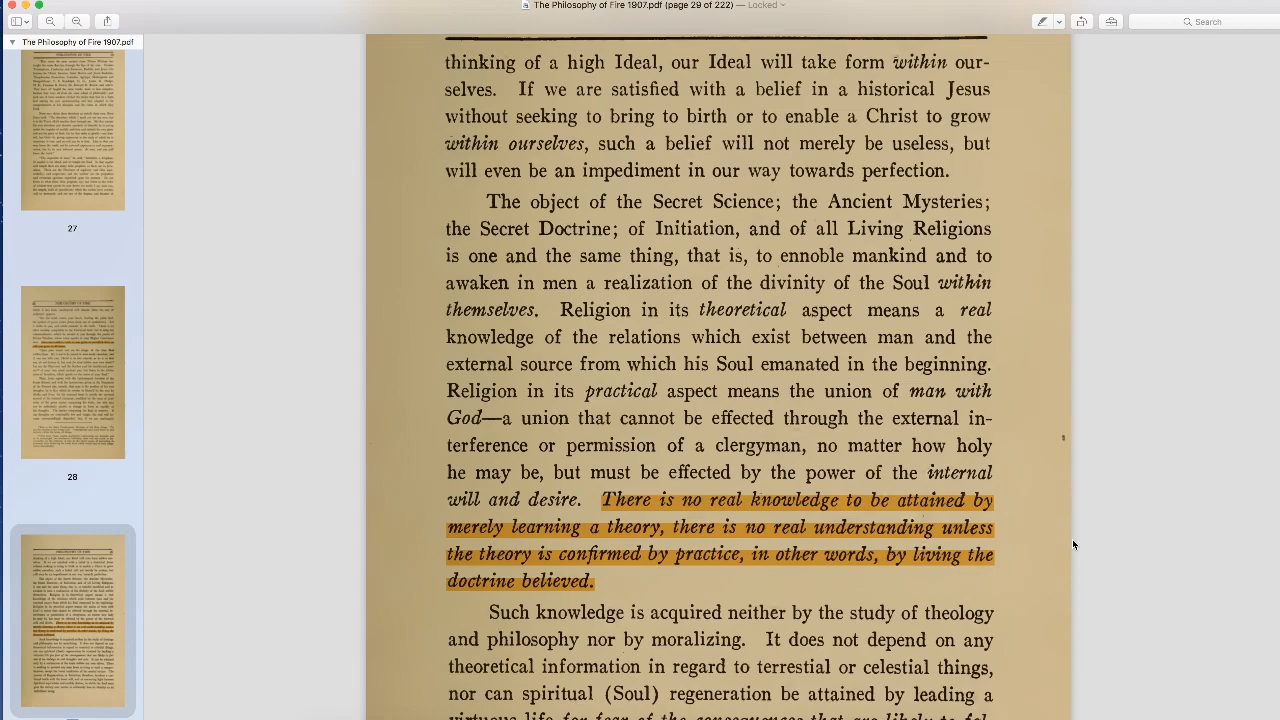 The Philosophy of Fire 1907.pdf (page 29 of 222) — Locked
Search
The Philosophy of Fire 1907.pdf
27
28
thinking of a high Ideal, our Ideal will take form within our-
selves. If we are satisfied with a belief in a historical Jesus
without seeking to bring to birth and enable a Christ to grow
within ourselves, such a belief will not merely be useless, but
will even be an impediment in our way towards perfection.
The object of the Secret Science; the Ancient Mysteries;
the Secret Doctrine; of Initiation, and of all Living Religions
is one and the same thing, that is, to ennoble mankind and to
awaken in men a realization of the divinity of the Soul within
themselves. Religion in its theoretical aspect means a real
knowledge of the relations which exist between man and the
external source from which his Soul emanated in the beginning.
Religion in its practical aspect means the union of man with
God—a union that cannot be effected through the external in-
terference or permission of a clergyman, no matter how holy
he may be, but must be effected by the power of the internal
will and desire. There is no real knowledge to be attained by
merely learning a theory, there is no real understanding unless
the theory is confirmed by practice, in other words, by living the
doctrine believed.
Such knowledge is acquired neither by the study of theology
and philosophy nor by moralizing. It does not depend on any
theoretical information in regard to spiritual or celestial things,
nor can spiritual (Soul) regeneration be attained by leading a
virtuous life for fear of the consequences that are likely to fol-